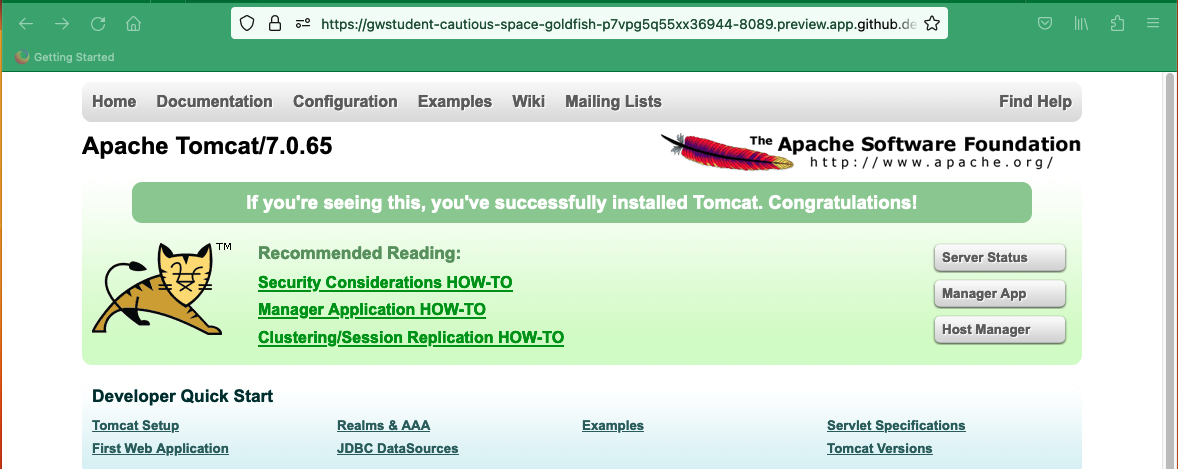 https://gwstudent-cautious-space-goldfish-p7vpg5q55xx36944-8089.preview.app.github.de
Getting Started
Home Documentation Configuration Examples Wiki Mailing Lists Find Help
Apache Tomcat/7.0.65
The Apache Software Foundation
http://www.apache.org/
If you're seeing this, you've successfully installed Tomcat. Congratulations!
TM
Recommended Reading:
Security Considerations HOW-TO
Manager Application HOW-TO
Clustering/Session Replication HOW-TO
Server Status
Manager App
Host Manager
Developer Quick Start
Tomcat Setup Realms & AAA Examples Servlet Specifications
First Web Application JDBC DataSources Tomcat Versions